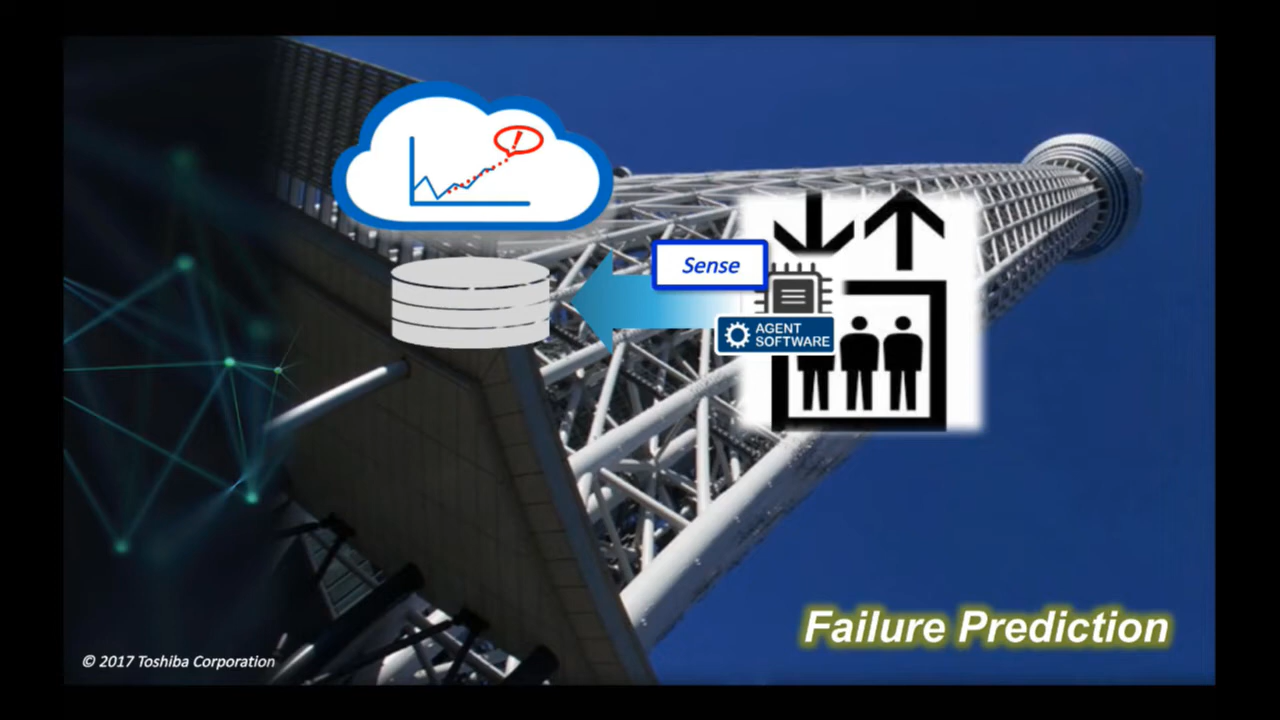 Sense
AGENT
SOFTWARE
Failure Prediction
© 2017 Toshiba Corporation